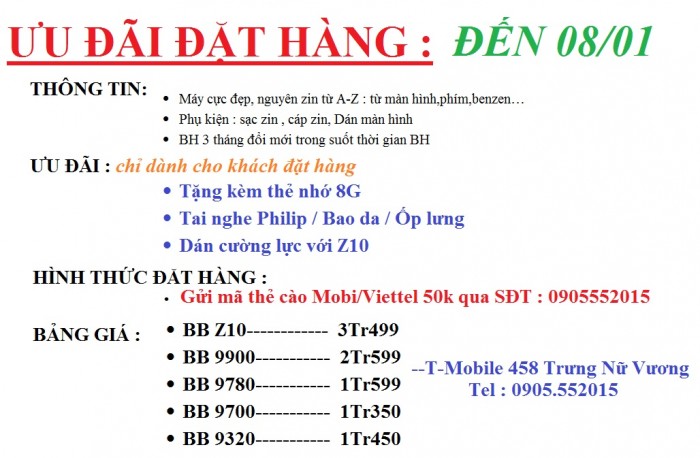 ƯU ĐÃI ĐẶT HÀNG : ĐẾN 08/01
THÔNG TIN:
• Máy cực đẹp, nguyên zin từ A-Z : từ màn hình,phím,benzen…
• Phụ kiện : sạc zin , cáp zin, Dán màn hình
• BH 3 tháng đổi mới trong suốt thời gian BH
ƯU ĐÃI : chỉ dành cho khách đặt hàng
• Tặng kèm thẻ nhớ 8G
• Tai nghe Philip / Bao da / Ốp lưng
• Dán cường lực với Z10
HÌNH THỨC ĐĂT HÀNG :
• Gửi mã thẻ cào Mobi/Viettel 50k qua SĐT : 0905552015
BẢNG GIÁ :
• BB Z10------------ 3Tr499
• BB 9900----------- 2Tr599
• BB 9780----------- 1Tr599
• BB 9700----------- 1Tr350
• BB 9320----------- 1Tr450
--T-Mobile 458 Trưng Nữ Vương
Tel : 0905.552015